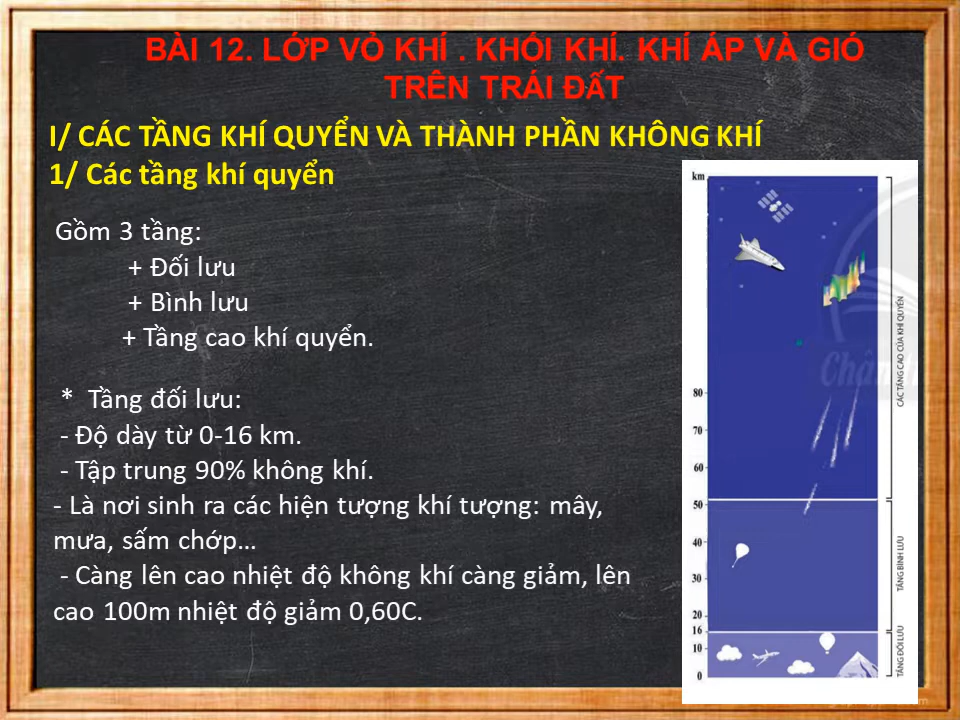 BÀI 12. LỚP VỎ KHÍ . KHỐI KHÍ. KHÍ ÁP VÀ GIÓ
TRÊN TRÁI ĐẤT
I/ CÁC TẦNG KHÍ QUYỂN VÀ THÀNH PHẦN KHÔNG KHÍ
1/ Các tầng khí quyển
Gồm 3 tầng:
+ Đối lưu
+ Bình lưu
+ Tầng cao khí quyển.
* Tầng đối lưu:
- Độ dày từ 0-16 km.
- Tập trung 90% không khí.
- Là nơi sinh ra các hiện tượng khí tượng: mây,
mưa, sấm chớp…
- Càng lên cao nhiệt độ không khí càng giảm, lên
cao 100m nhiệt độ giảm 0,60C.
km
80
70
60
50
40
30
20
16
10
0
CÁC TẦNG CAO CỦA KHÍ QUYỂN
TẦNG BÌNH LƯU
TẦNG ĐỐI LƯU